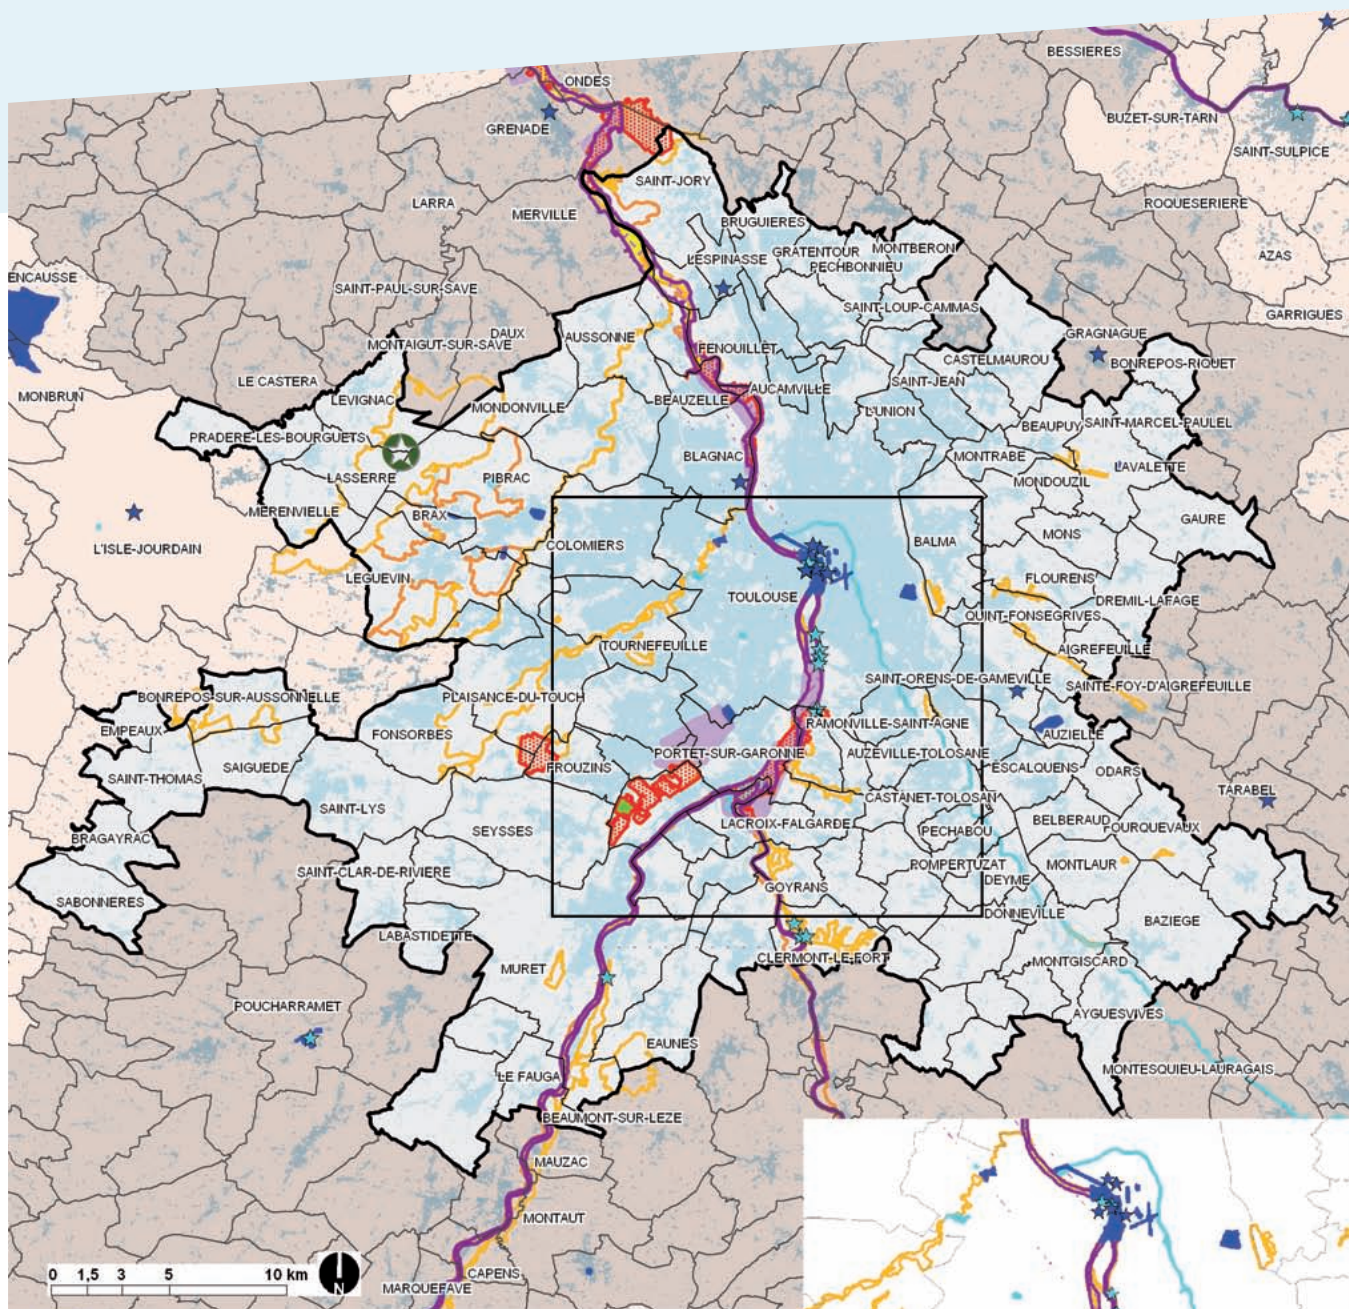 BESSIERES
ONDES
BUZET-SUR-TARN
GRENADE
SAINT-SULPICE
SAINT-JORY
LARRA
ROQUESERIERE
MERVILLE
BRUGUIERES
GRATENTOUR
MONTBERON
LESPINASSE
PECHBONNIEU
AZAS
ENCAUSSE
SAINT-PAUL-SUR-SAVE
SAINT-LOUP-CAMMAS
GARRIGUES
DAUX
AUSSONNE
GRAGNAGUE
MONTAIGUT-SUR-SAVE
FENOUILLET
CASTELMAUROU
BONREPOS-RIQUET
LE CASTERA
SAINT-JEAN
MONBRUN
LEVIGNAC
MONDONVILLE
BEAUZELLE
AUCAMVILLE
L'UNION
BEAUPUY
SAINT-MARCEL-PAULEL
PRADERE-LES-BOURGUETS
BLAGNAC
MONTRABE
LAVALETTE
LASSERRE
PIBRAC
MONDOUZIL
MERENVIELLE
BRAX
GAURE
L'ISLE-JOURDAIN
COLOMIERS
BALMA
MONS
LEGUEVIN
FLOURENS
TOULOUSE
DREMIL-LAFAGE
QUINT-FONSEGRIVES
TOURNEFEUILLE
AIGREFEUILLE
SAINT-ORENS-DE-GAMEVILLE
SAINTE-FOY-D'AIGREFEUILLE
BONREPOS-SUR-AUSSONNELLE
PLAISANCE-DU-TOUCH
EMPEAUX
FONSORBES
RAMONVILLE-SAINT-AGNE
AUZIELLE
PORTET-SUR-GARONNE
AUZEVILLE-TOLOSANE
SAINT-THOMAS
SAIGUEDE
FROUZINS
ESCALQUENS
ODARS
TARABEL
SAINT-LYS
CASTANET-TOLOSAN
SEYSSES
LACROIX-FALGARDE
PECHABOU
BELBERAUD
FOURQUEVAUX
BRAGAYRAC
SAINT-CLAR-DE-RIVIERE
POMPERTUZAT
MONTLAUR
GOYRANS
DEYME
SABONNERES
DONNEVILLE
BAZIEGE
LABASTIDETTE
MURET
CLERMONT-LE-FORT
MONTGISCARD
POUCHARRAMET
AYGUESVIVES
EAUNES
LE FAUGA
MONTESQUIEU-LAURAGAIS
BEAUMONT-SUR-LEZE
MAUZAC
MONTAUT
0 1,5 3 5 10 km
N
CAPENS
MARQUEFAVE